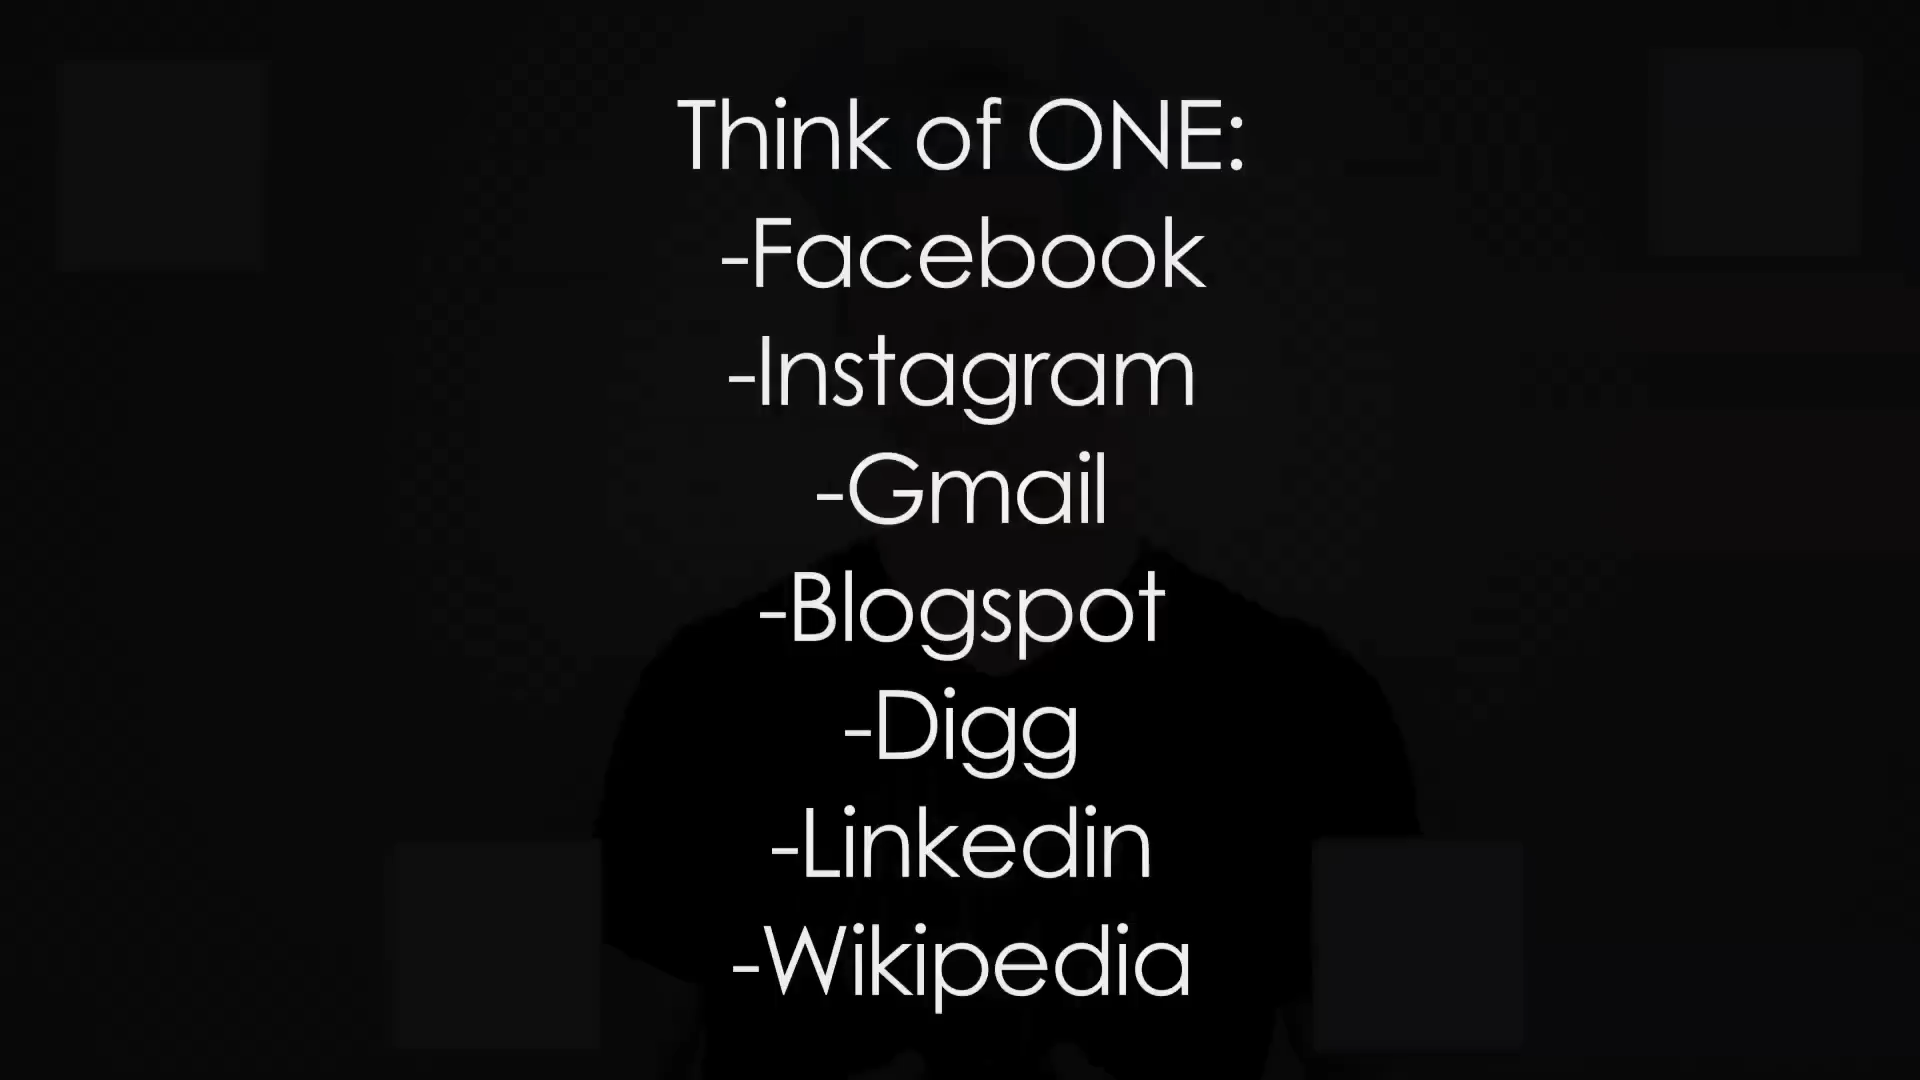 Think of ONE:
-Facebook
-Instagram
-Gmail
-Blogspot
-Digg
-Linkedin
-Wikipedia